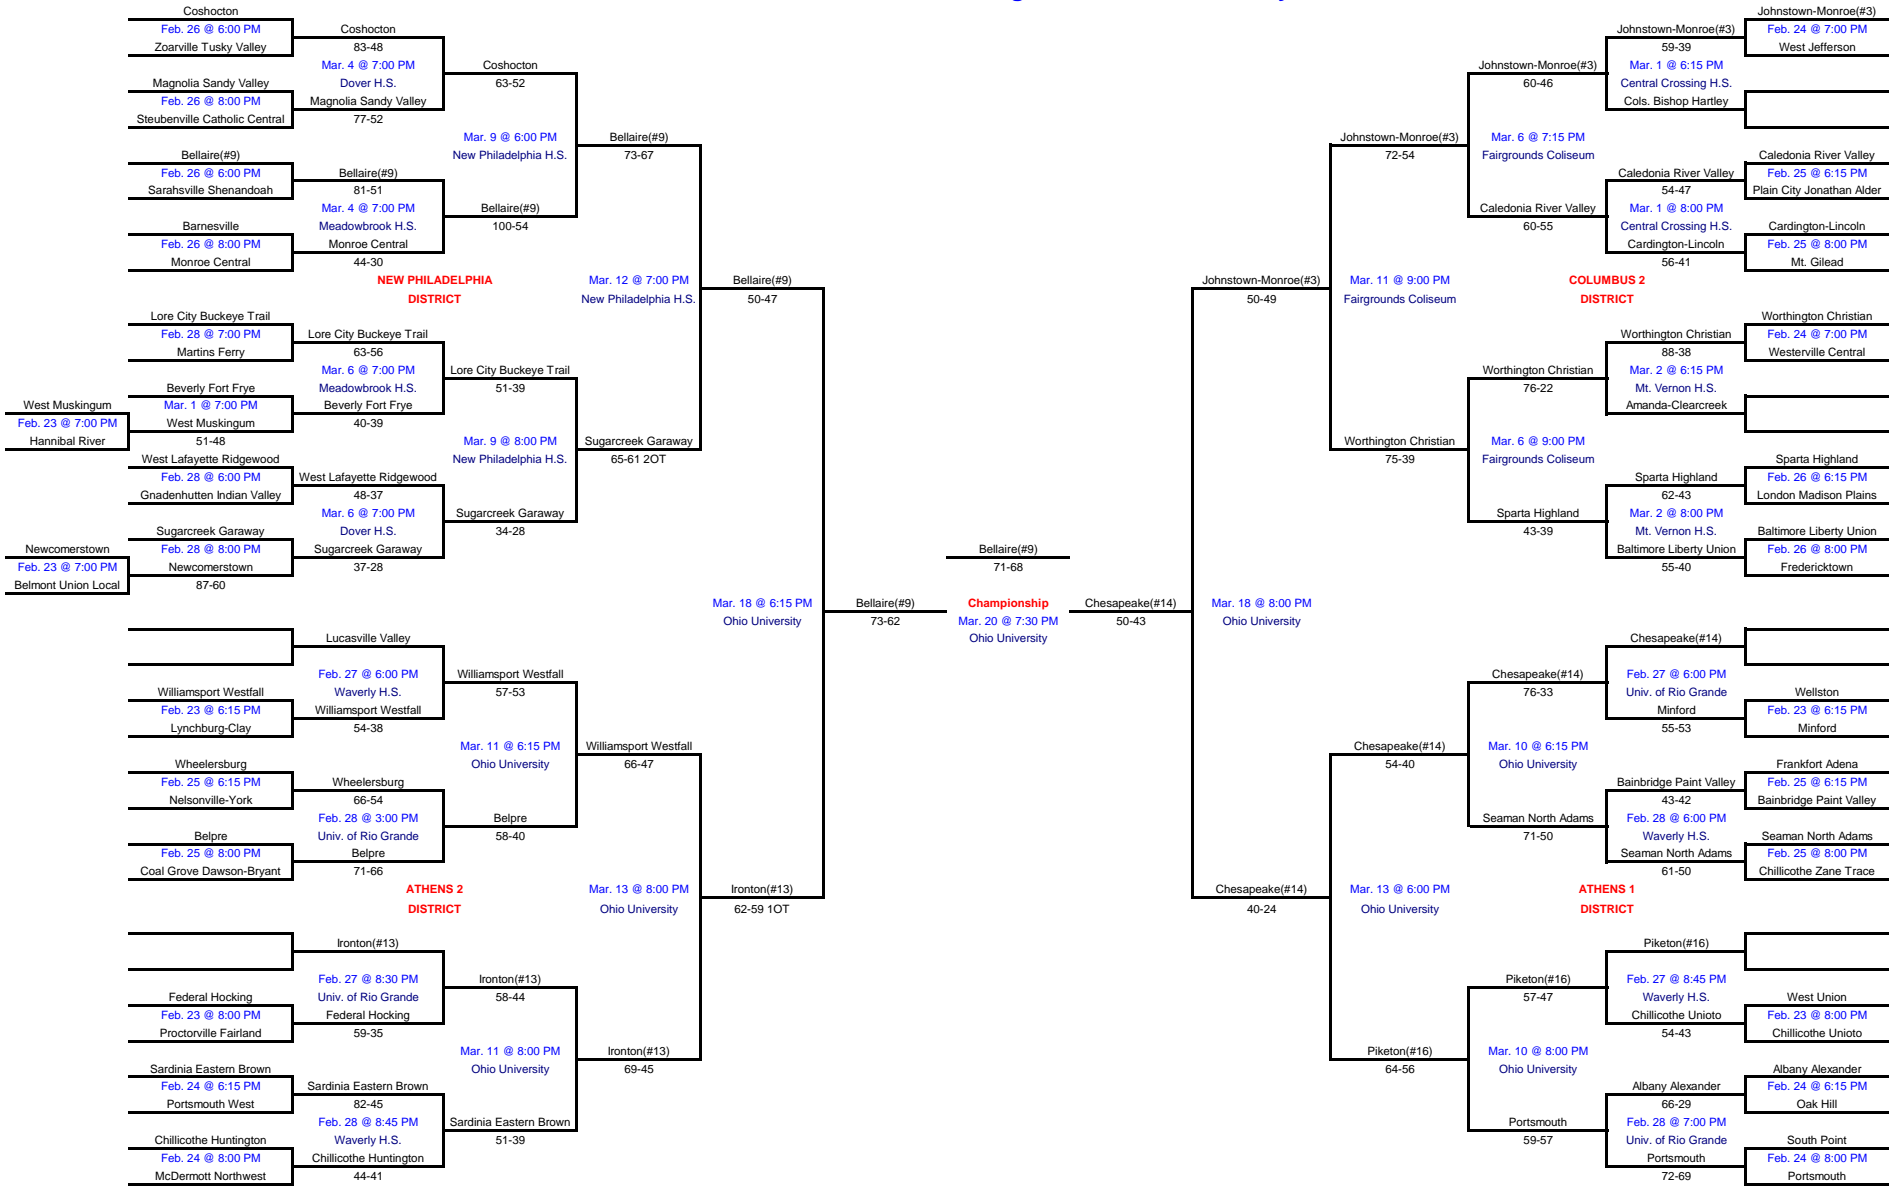 Coshocton
Feb. 26 @ 6:00 PM
Zoarville Tusky Valley
Magnolia Sandy Valley
Feb. 26 @ 8:00 PM
Steubenville Catholic Central
Bellaire(#9)
Feb. 26 @ 6:00 PM
Sarahsville Shenandoah
Barnesville
Feb. 26 @ 8:00 PM
Monroe Central
Lore City Buckeye Trail
Feb. 28 @ 7:00 PM
Martins Ferry
West Muskingum
Feb. 23 @ 7:00 PM
Hannibal River
Beverly Fort Frye
Mar. 1 @ 7:00 PM
West Muskingum
51-48
West Lafayette Ridgewood
Feb. 28 @ 6:00 PM
Gnadenhutten Indian Valley
Newcomerstown
Feb. 23 @ 7:00 PM
Belmont Union Local
Sugarcreek Garaway
Feb. 28 @ 8:00 PM
Newcomerstown
87-60
Coshocton
83-48
Mar. 4 @ 7:00 PM
Dover H.S.
Magnolia Sandy Valley
77-52
Bellaire(#9)
81-51
Mar. 4 @ 7:00 PM
Meadowbrook H.S.
Monroe Central
44-30
NEW PHILADELPHIA
DISTRICT
Lore City Buckeye Trail
63-56
Mar. 6 @ 7:00 PM
Meadowbrook H.S.
Beverly Fort Frye
40-39
West Lafayette Ridgewood
48-37
Mar. 6 @ 7:00 PM
Dover H.S.
Sugarcreek Garaway
37-28
Coshocton
63-52
Mar. 9 @ 6:00 PM
New Philadelphia H.S.
Bellaire(#9)
100-54
Lore City Buckeye Trail
51-39
Mar. 9 @ 8:00 PM
New Philadelphia H.S.
Sugarcreek Garaway
34-28
Bellaire(#9)
73-67
Mar. 12 @ 7:00 PM
New Philadelphia H.S.
Sugarcreek Garaway
65-61 2OT
Bellaire(#9)
50-47
Williamsport Westfall
Feb. 23 @ 6:15 PM
Lynchburg-Clay
Wheelersburg
Feb. 25 @ 6:15 PM
Nelsonville-York
Belpre
Feb. 25 @ 8:00 PM
Coal Grove Dawson-Bryant
Federal Hocking
Feb. 23 @ 8:00 PM
Proctorville Fairland
Sardinia Eastern Brown
Feb. 24 @ 6:15 PM
Portsmouth West
Chillicothe Huntington
Feb. 24 @ 8:00 PM
McDermott Northwest
Lucasville Valley
Feb. 27 @ 6:00 PM
Waverly H.S.
Williamsport Westfall
54-38
Wheelersburg
66-54
Feb. 28 @ 3:00 PM
Univ. of Rio Grande
Belpre
71-66
ATHENS 2
DISTRICT
Ironton(#13)
Feb. 27 @ 8:30 PM
Univ. of Rio Grande
Federal Hocking
59-35
Sardinia Eastern Brown
82-45
Feb. 28 @ 8:45 PM
Waverly H.S.
Chillicothe Huntington
44-41
Williamsport Westfall
57-53
Mar. 11 @ 6:15 PM
Ohio University
Belpre
58-40
Ironton(#13)
58-44
Mar. 11 @ 8:00 PM
Ohio University
Sardinia Eastern Brown
51-39
Williamsport Westfall
66-47
Mar. 13 @ 8:00 PM
Ohio University
Ironton(#13)
69-45
Ironton(#13)
62-59 1OT
Mar. 18 @ 6:15 PM
Ohio University
Bellaire(#9)
73-62
Bellaire(#9)
71-68
Championship
Mar. 20 @ 7:30 PM
Ohio University
Chesapeake(#14)
50-43
Mar. 18 @ 8:00 PM
Ohio University
Johnstown-Monroe(#3)
50-49
Johnstown-Monroe(#3)
72-54
Mar. 11 @ 9:00 PM
Fairgrounds Coliseum
Worthington Christian
75-39
Johnstown-Monroe(#3)
60-46
Mar. 6 @ 7:15 PM
Fairgrounds Coliseum
Caledonia River Valley
60-55
Worthington Christian
76-22
Mar. 6 @ 9:00 PM
Fairgrounds Coliseum
Sparta Highland
43-39
Johnstown-Monroe(#3)
59-39
Mar. 1 @ 6:15 PM
Central Crossing H.S.
Cols. Bishop Hartley
Caledonia River Valley
54-47
Mar. 1 @ 8:00 PM
Central Crossing H.S.
Cardington-Lincoln
56-41
COLUMBUS 2
DISTRICT
Worthington Christian
88-38
Mar. 2 @ 6:15 PM
Mt. Vernon H.S.
Amanda-Clearcreek
Sparta Highland
62-43
Mar. 2 @ 8:00 PM
Mt. Vernon H.S.
Baltimore Liberty Union
55-40
Johnstown-Monroe(#3)
Feb. 24 @ 7:00 PM
West Jefferson
Caledonia River Valley
Feb. 25 @ 6:15 PM
Plain City Jonathan Alder
Cardington-Lincoln
Feb. 25 @ 8:00 PM
Mt. Gilead
Worthington Christian
Feb. 24 @ 7:00 PM
Westerville Central
Sparta Highland
Feb. 26 @ 6:15 PM
London Madison Plains
Baltimore Liberty Union
Feb. 26 @ 8:00 PM
Fredericktown
Chesapeake(#14)
40-24
Chesapeake(#14)
54-40
Mar. 13 @ 6:00 PM
Ohio University
Piketon(#16)
64-56
Chesapeake(#14)
76-33
Mar. 10 @ 6:15 PM
Ohio University
Seaman North Adams
71-50
Piketon(#16)
57-47
Mar. 10 @ 8:00 PM
Ohio University
Portsmouth
59-57
Chesapeake(#14)
Feb. 27 @ 6:00 PM
Univ. of Rio Grande
Minford
55-53
Bainbridge Paint Valley
43-42
Feb. 28 @ 6:00 PM
Waverly H.S.
Seaman North Adams
61-50
ATHENS 1
DISTRICT
Piketon(#16)
Feb. 27 @ 8:45 PM
Waverly H.S.
Chillicothe Unioto
54-43
Albany Alexander
66-29
Feb. 28 @ 7:00 PM
Univ. of Rio Grande
Portsmouth
72-69
Wellston
Feb. 23 @ 6:15 PM
Minford
Frankfort Adena
Feb. 25 @ 6:15 PM
Bainbridge Paint Valley
Seaman North Adams
Feb. 25 @ 8:00 PM
Chillicothe Zane Trace
West Union
Feb. 23 @ 8:00 PM
Chillicothe Unioto
Albany Alexander
Feb. 24 @ 6:15 PM
Oak Hill
South Point
Feb. 24 @ 8:00 PM
Portsmouth